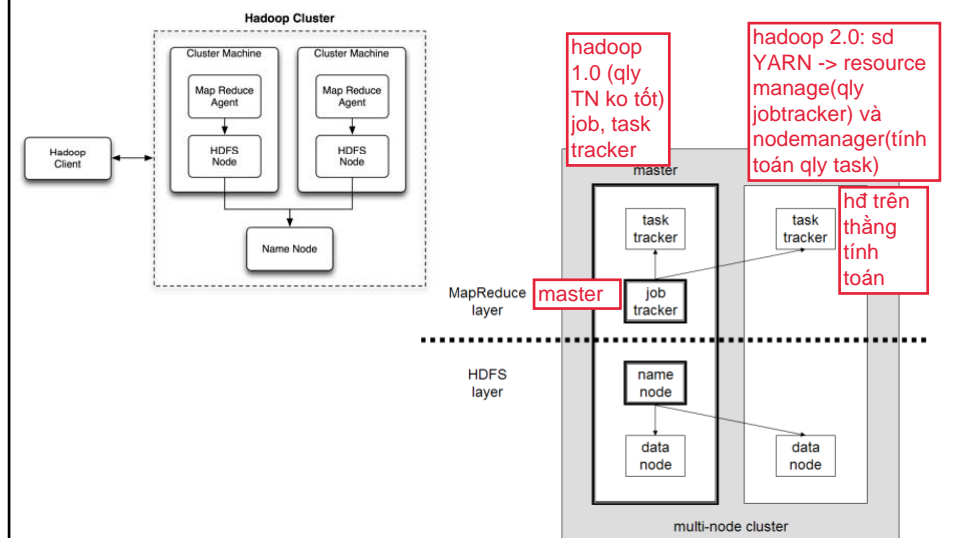 Hadoop Cluster
Cluster Machine
Map Reduce
Agent
HDFS
Node
Cluster Machine
Map Reduce
Agent
HDFS
Node
Hadoop
Client
Name Node
hadoop
1.0 (qly
TN ko tốt)
job, task
tracker
hadoop 2.0: sd
YARN -> resource
manage(qly
jobtracker) và
nodemanager(tính
toán qly task)
master
task
tracker
task
tracker
hđ trên
thằng
tính
toán
MapReduce
layer
master
job
tracker
HDFS
layer
name
node
data
node
data
node
multi-node cluster